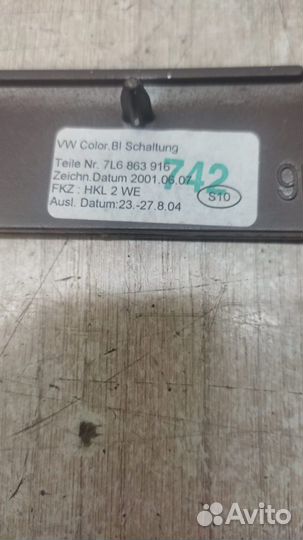 VW Color.Bl Schaltung
Teile Nr. 7L6 863 916
742
Zeichn.Datum 2001.06.07
FKZ : HKL 2 WE
S10
Ausl. Datum:23.-27.8.04
Avito